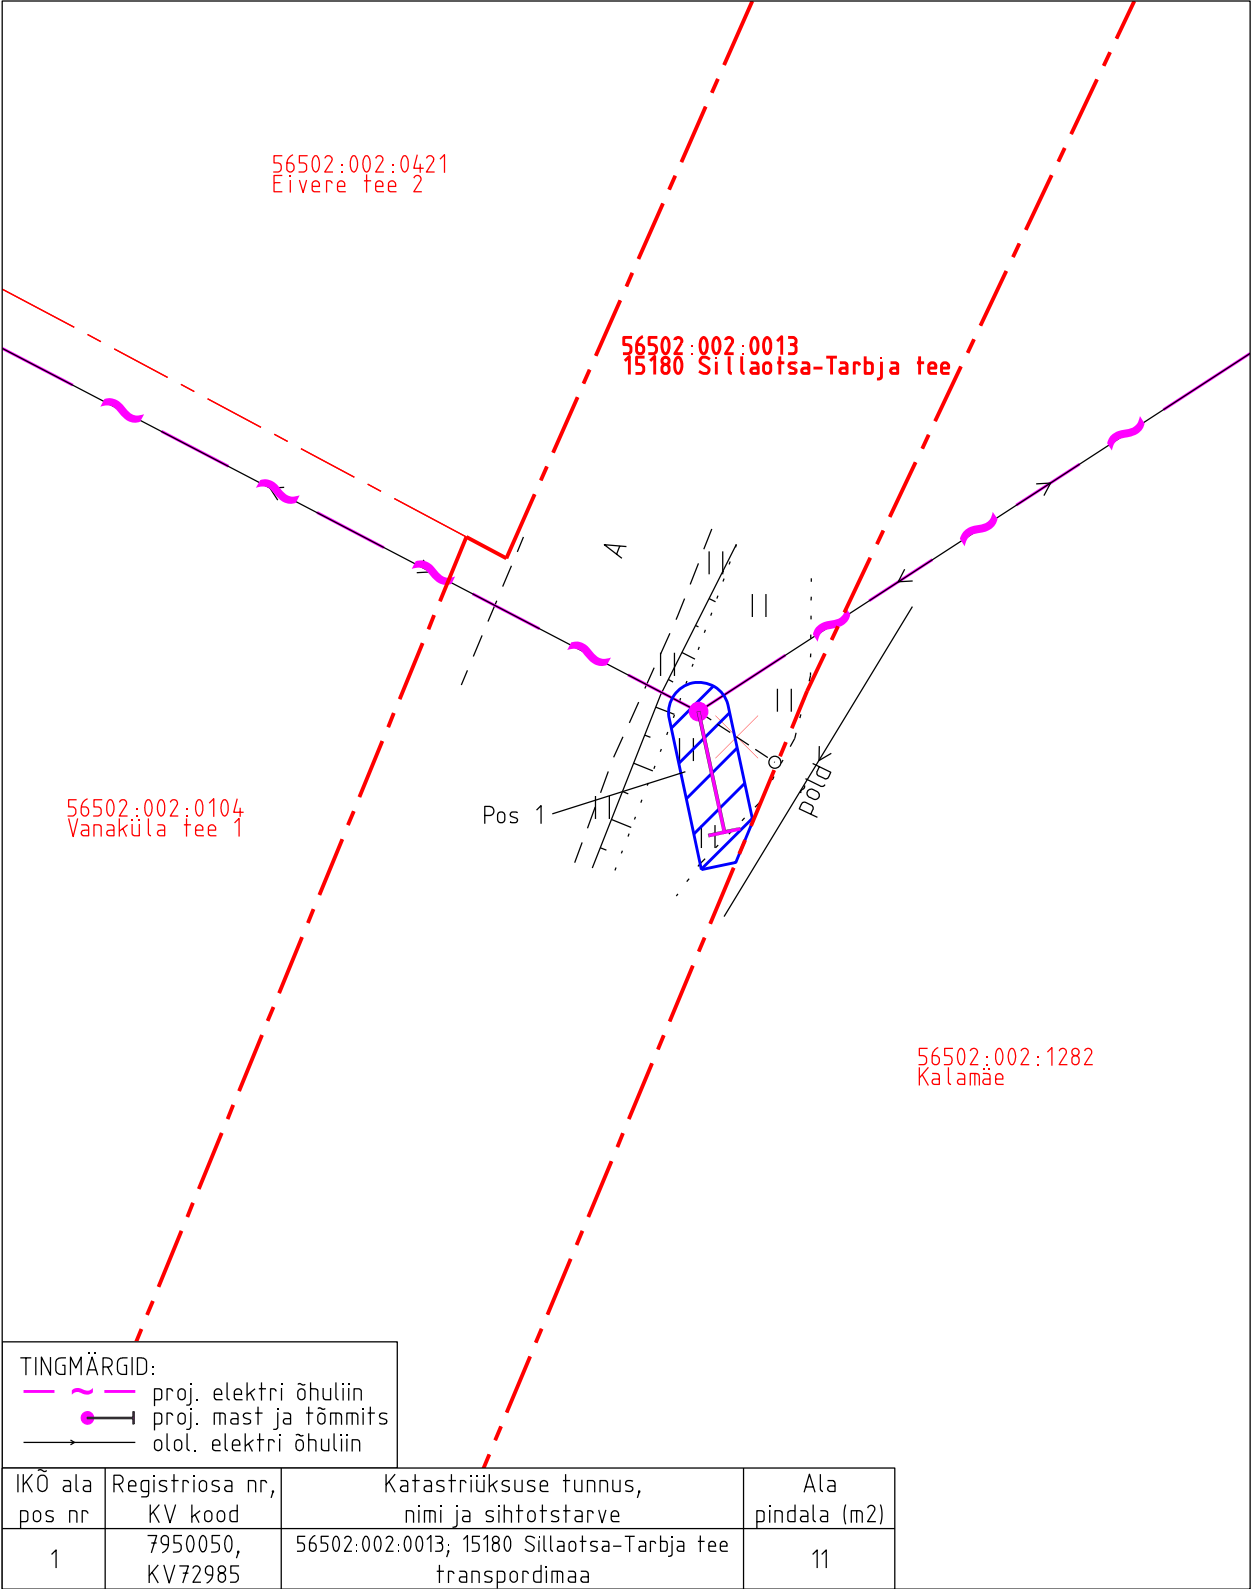 56502:002:0421
Eivere tee 2
56502:002:0013
15180 Sillaotsa-Tarbja tee
A
põld
Pos 1
56502:002:0104
Vanaküla tee 1
56502:002:1282
Kalamäe
TINGMÄRGID:
proj. elektri õhuliin
proj. mast ja tõmmits
olol. elektri õhuliin
IKÕ ala
pos nr
Registriosa nr,
KV kood
Katastriüksuse tunnus,
nimi ja sihtotstarve
Ala
pindala (m2)
1
7950050,
KV72985
56502:002:0013; 15180 Sillaotsa-Tarbja tee
transpordimaa
11